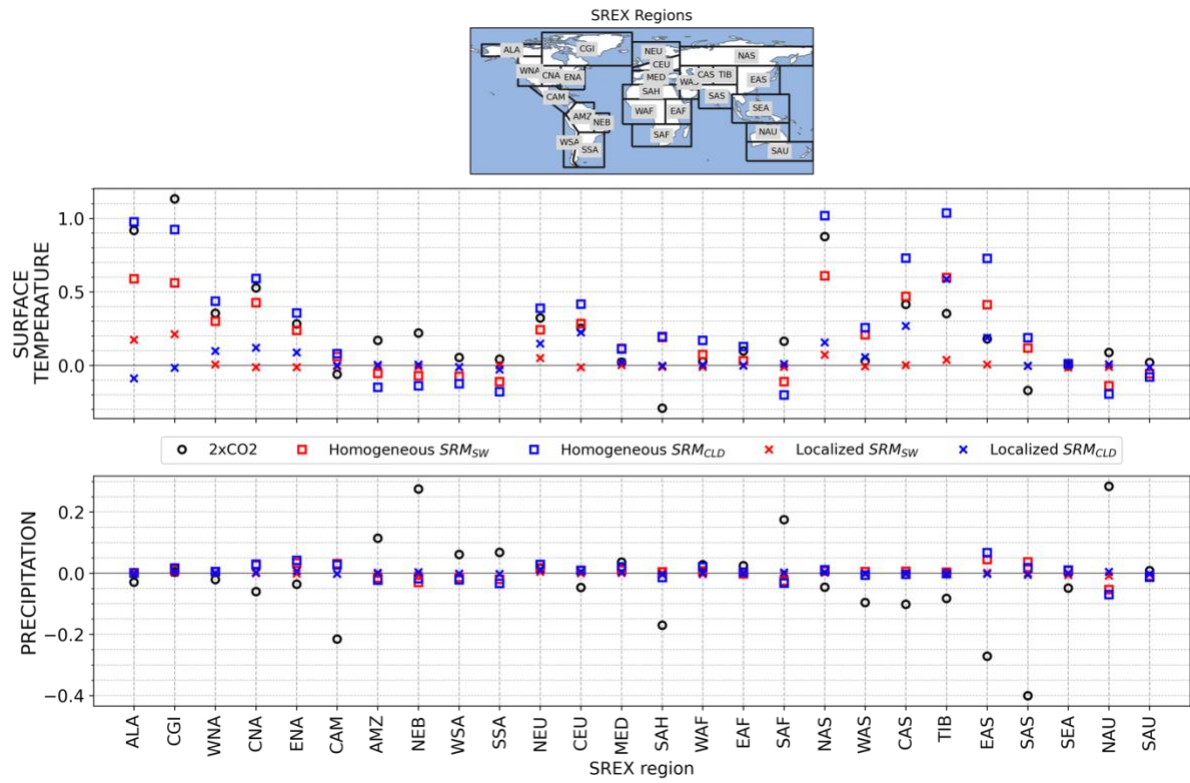 SREX Regions
ALA
CGI
NEU
NAS
CEU
WNA
CNA
ENA
MED
WAS
CAS
TIB
EAS
SAH
SAS
CAM
SEA
AMZ
NEB
WAF
EAF
WSA
SSA
SAF
NAU
SAU
SURFACE
TEMPERATURE
1.0
0.5
0.0
2xCO2
Homogeneous SRM_SW
Homogeneous SRM_CLD
Localized SRM_SW
Localized SRM_CLD
PRECIPITATION
0.2
0.0
−0.2
−0.4
ALA
CGI
WNA
CNA
ENA
CAM
AMZ
NEB
WSA
SSA
NEU
CEU
MED
SAH
WAF
EAF
SAF
NAS
WAS
CAS
TIB
EAS
SAS
SEA
NAU
SAU
SREX region